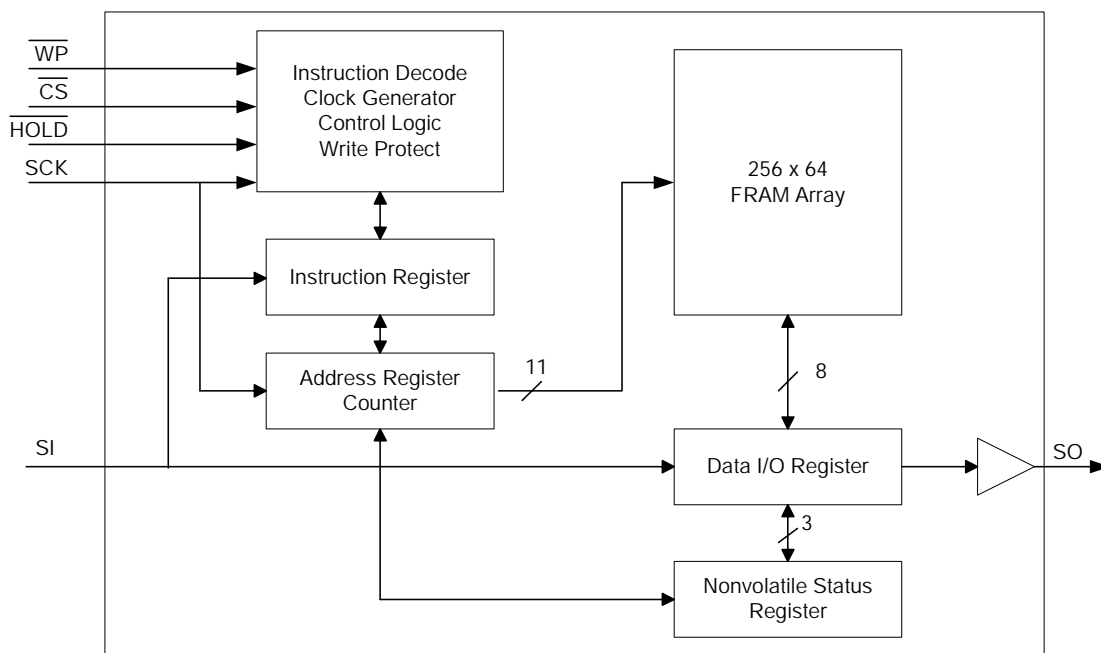 WP
CS
HOLD
SCK
Instruction Decode
Clock Generator
Control Logic
Write Protect
256 x 64
FRAM Array
Instruction Register
Address Register
Counter
11
8
SI
Data I/O Register
SO
3
Nonvolatile Status
Register